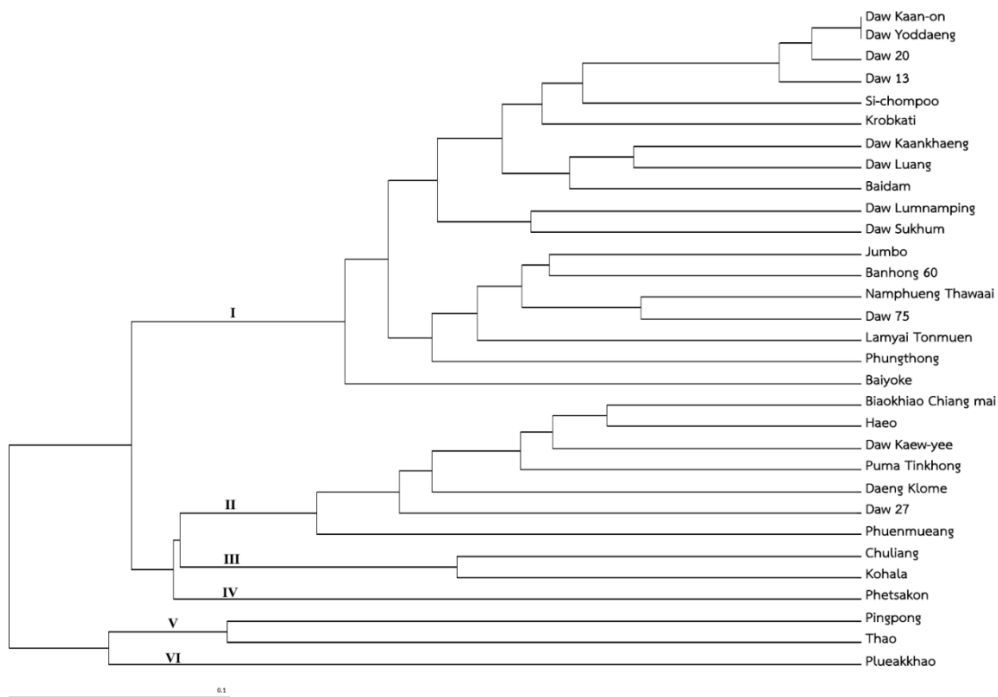 Daw Kaan-on
Daw Yoddaeng
Daw 20
Daw 13
Si-chompoo
Krobkati
Daw Kaankhaeng
Daw Luang
Baidam
Daw Lumnamping
Daw Sukhum
Jumbo
Banhong 60
Namphueng Thawaai
I
Daw 75
Lamyai Tonmuen
Phungthong
Baiyoke
Biaokhiao Chiang mai
Haeo
Daw Kaew-yee
Puma Tinkhong
Daeng Klome
II
Daw 27
Phuenmueang
Chuliang
III
Kohala
IV
Phetsakon
Pingpong
V
Thao
VI
Plueakkhao
0.1